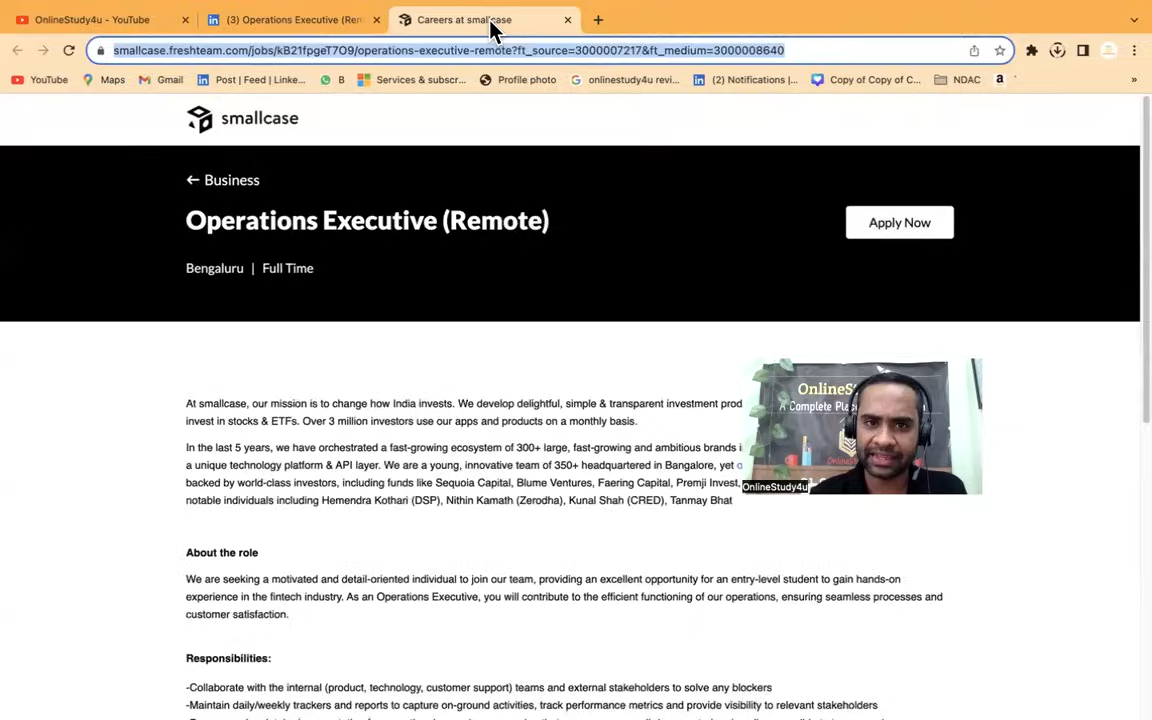 OnlineStudy4u - YouTube
(3) Operations Executive (Rem
Careers at smallcase
smallcase.freshteam.com/jobs/kB21fpgeT7O9/operations-executive-remote?ft_source=3000007217&ft_medium=3000008640
YouTube
Maps
Gmail
Post | Feed | Linke...
B
Services & subscr...
Profile photo
onlinestudy4u revi...
(2) Notifications |...
Copy of Copy of C...
NDAC
smallcase
← Business
Operations Executive (Remote)
Apply Now
Bengaluru | Full Time
At smallcase, our mission is to change how India invests. We develop delightful, simple & transparent investment prod
invest in stocks & ETFs. Over 3 million investors use our apps and products on a monthly basis.
In the last 5 years, we have orchestrated a fast-growing ecosystem of 300+ large, fast-growing and ambitious brands i
a unique technology platform & API layer. We are a young, innovative team of 350+ headquartered in Bangalore, yet
backed by world-class investors, including funds like Sequoia Capital, Blume Ventures, Faering Capital, Premji Invest,
notable individuals including Hemendra Kothari (DSP), Nithin Kamath (Zerodha), Kunal Shah (CRED), Tanmay Bhat
OnlineS
A Complete Pla
OnlineStudy4u
About the role
We are seeking a motivated and detail-oriented individual to join our team, providing an excellent opportunity for an entry-level student to gain hands-on
experience in the fintech industry. As an Operations Executive, you will contribute to the efficient functioning of our operations, ensuring seamless processes and
customer satisfaction.
Responsibilities:
-Collaborate with the internal (product, technology, customer support) teams and external stakeholders to solve any blockers
-Maintain daily/weekly trackers and reports to capture on-ground activities, track performance metrics and provide visibility to relevant stakeholders